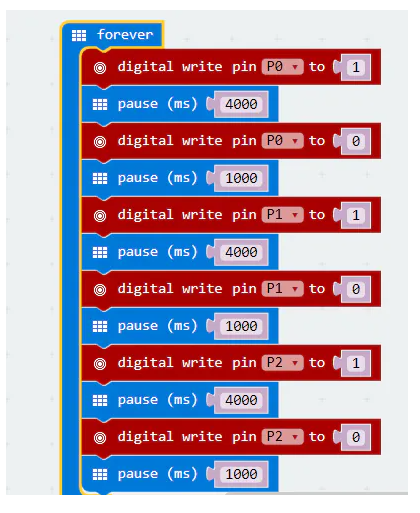 forever
digital write pin P0 to 1
pause (ms) 4000
digital write pin P0 to 0
pause (ms) 1000
digital write pin P1 to 1
pause (ms) 4000
digital write pin P1 to 0
pause (ms) 1000
digital write pin P2 to 1
pause (ms) 4000
digital write pin P2 to 0
pause (ms) 1000